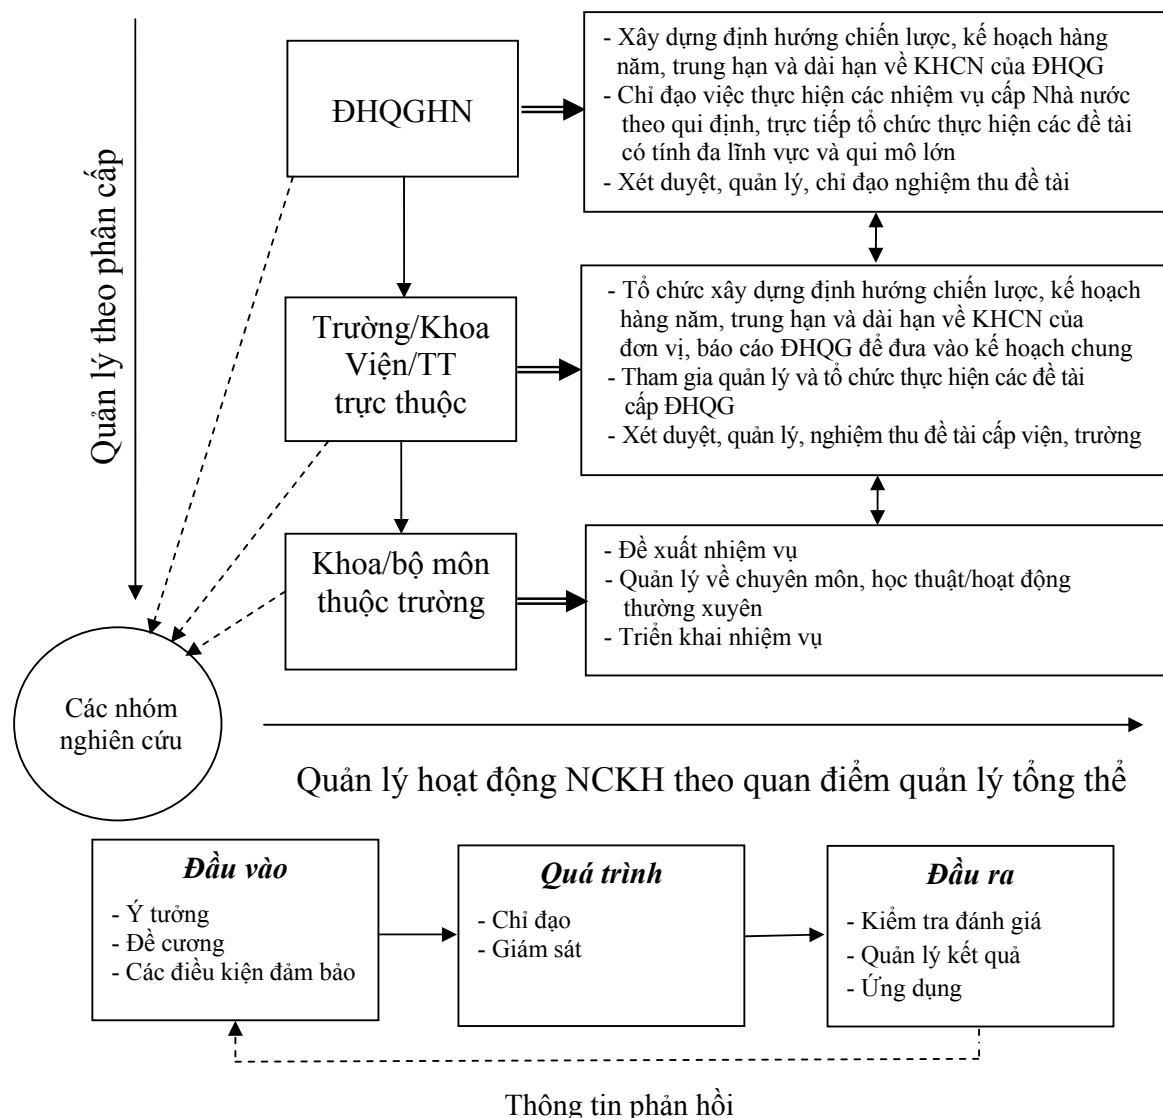 Quản lý theo phân cấp
ĐHQGHN
- Xây dựng định hướng chiến lược, kế hoạch hàng
năm, trung hạn và dài hạn về KHCN của ĐHQG
- Chỉ đạo việc thực hiện các nhiệm vụ cấp Nhà nước
theo qui định, trực tiếp tổ chức thực hiện các đề tài
có tính đa lĩnh vực và qui mô lớn
- Xét duyệt, quản lý, chỉ đạo nghiệm thu đề tài
Trường/Khoa
Viện/TT
trực thuộc
- Tổ chức xây dựng định hướng chiến lược, kế hoạch
hàng năm, trung hạn và dài hạn về KHCN của
đơn vị, báo cáo ĐHQG để đưa vào kế hoạch chung
- Tham gia quản lý và tổ chức thực hiện các đề tài
cấp ĐHQG
- Xét duyệt, quản lý, nghiệm thu đề tài cấp viện, trường
Khoa/bộ môn
thuộc trường
- Đề xuất nhiệm vụ
- Quản lý về chuyên môn, học thuật/hoạt động
thường xuyên
- Triển khai nhiệm vụ
Các nhóm
nghiên cứu
Quản lý hoạt động NCKH theo quan điểm quản lý tổng thể
Đầu vào
- Ý tưởng
- Đề cương
- Các điều kiện đảm bảo
Quá trình
- Chỉ đạo
- Giám sát
Đầu ra
- Kiểm tra đánh giá
- Quản lý kết quả
- Ứng dụng
Thông tin phản hồi